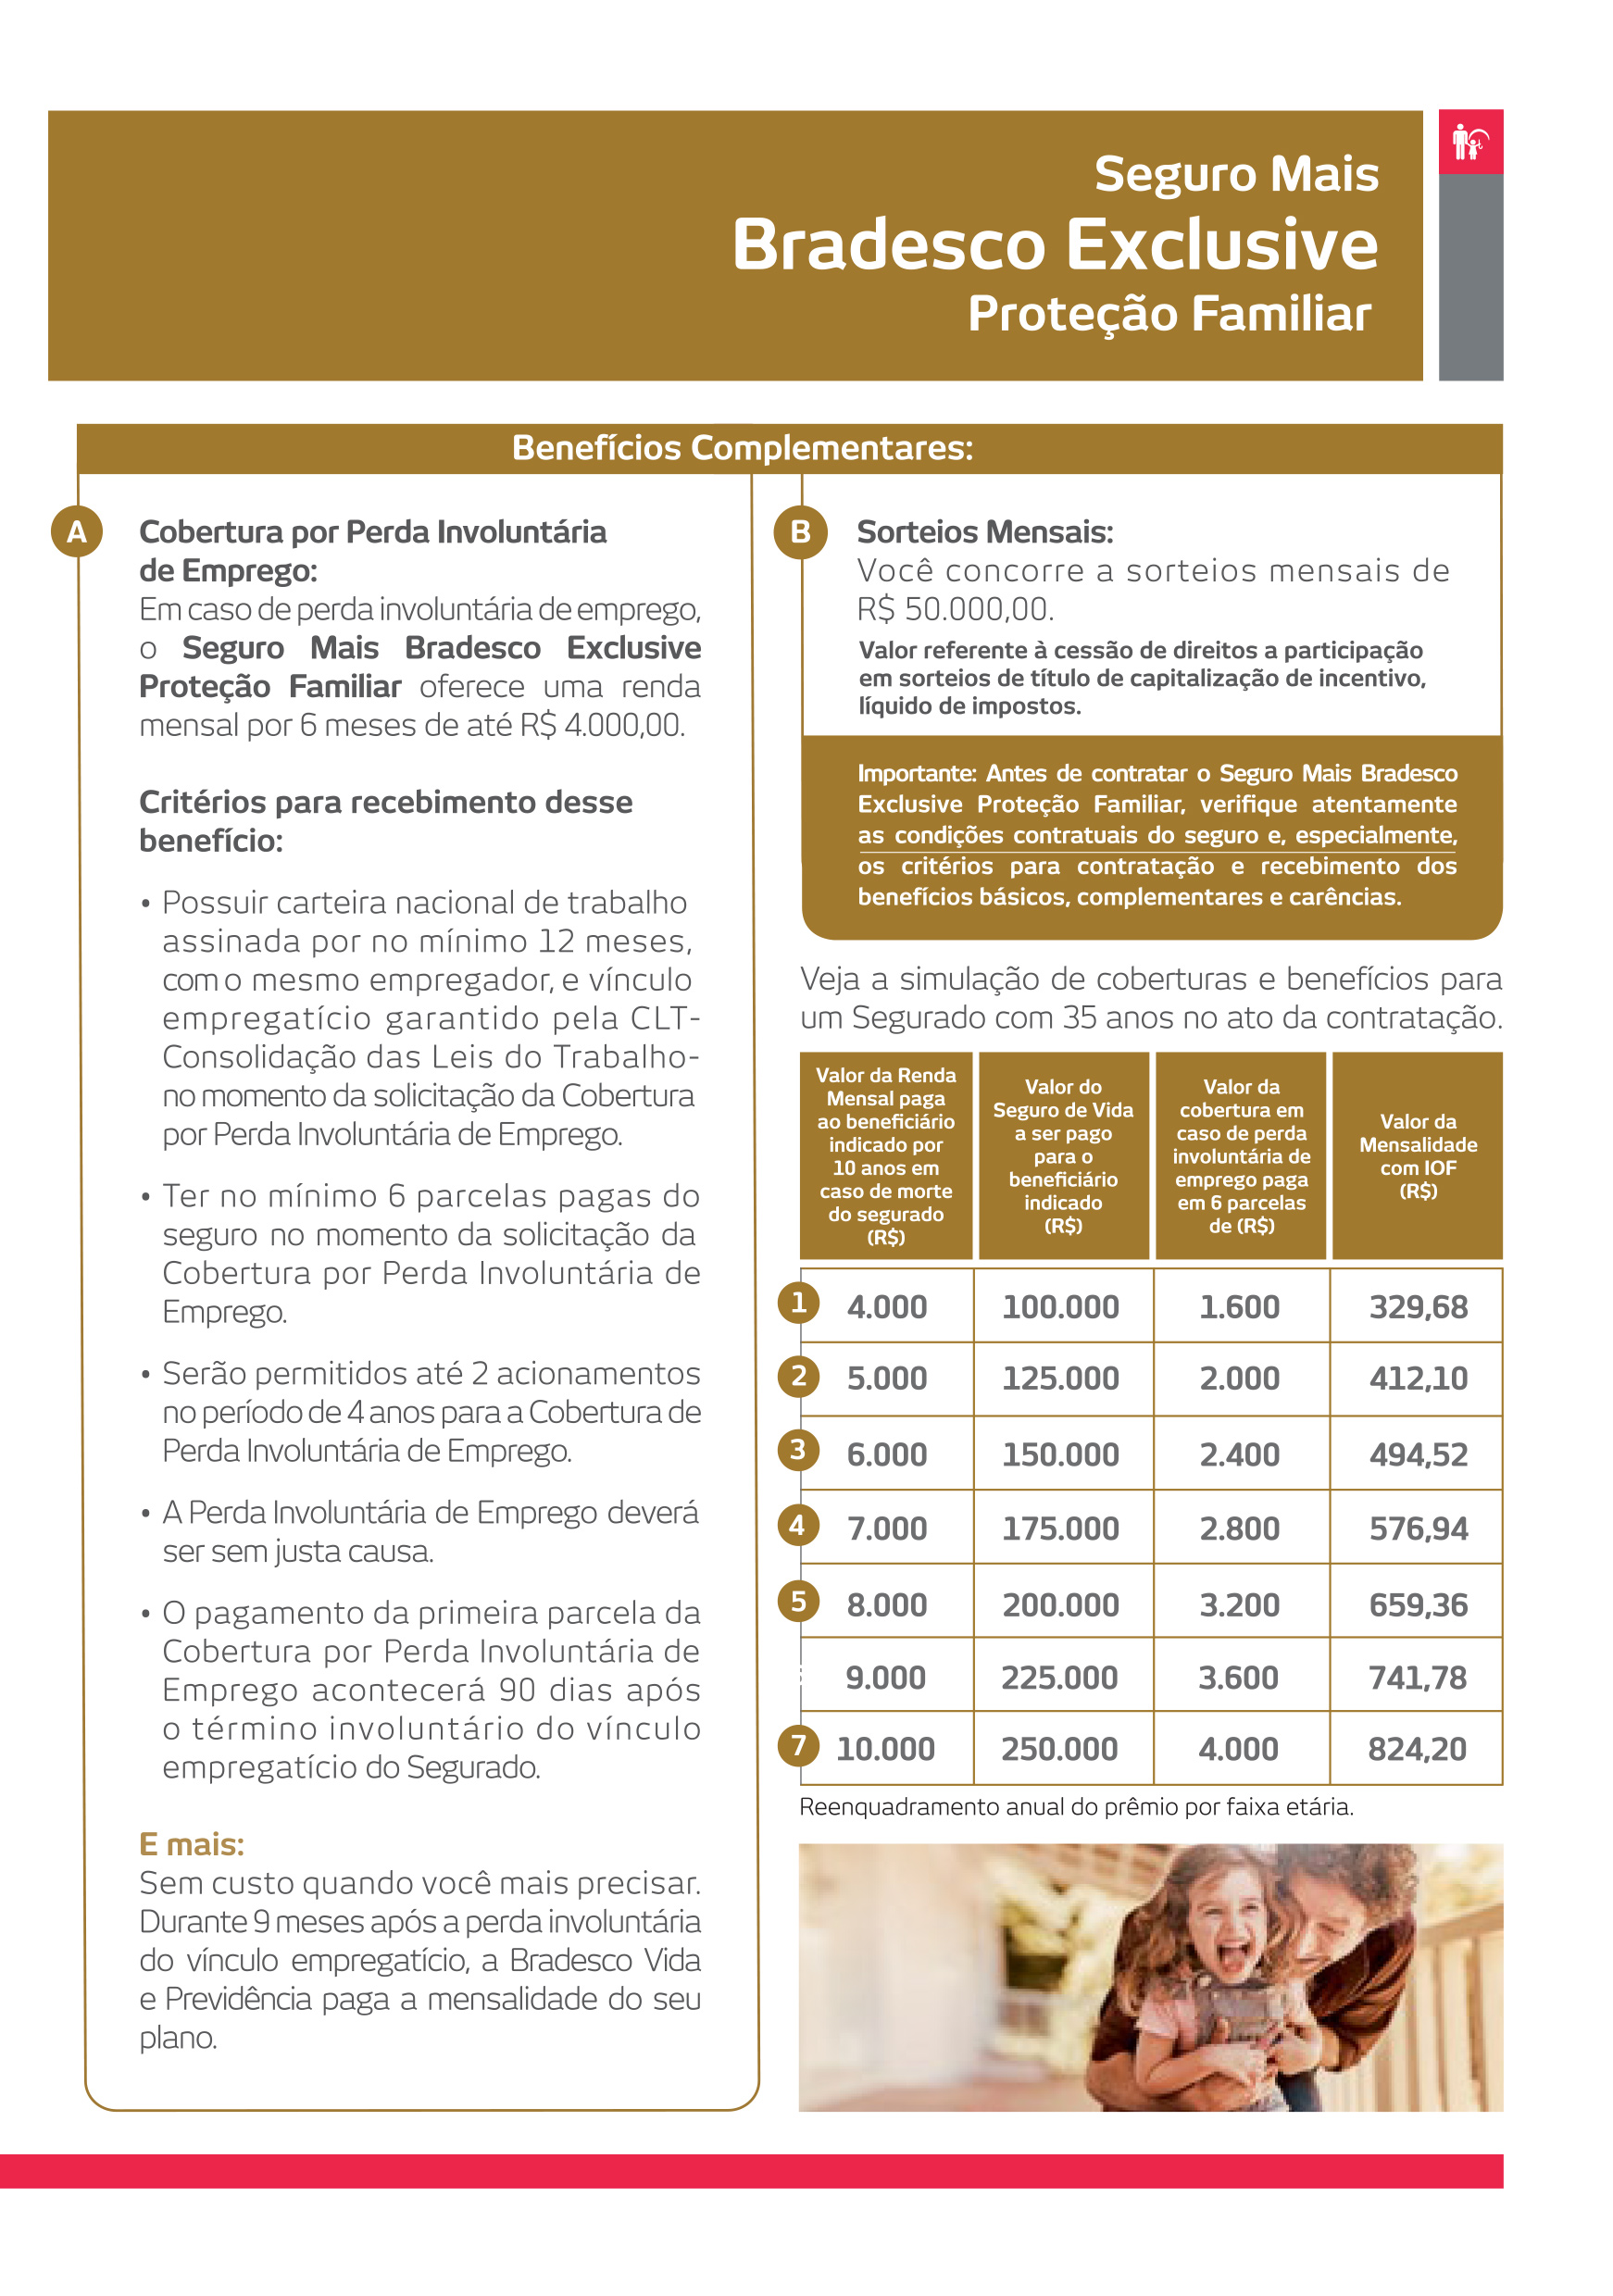 Seguro Mais
Bradesco Exclusive
Proteção Familiar
Benefícios Complementares:
A
Cobertura por Perda Involuntária
de Emprego:
Em caso de perda involuntária de emprego,
o Seguro Mais Bradesco Exclusive
Proteção Familiar oferece uma renda
mensal por 6 meses de até R$ 4.000,00.
Critérios para recebimento desse
benefício:
• Possuir carteira nacional de trabalho
assinada por no mínimo 12 meses,
com o mesmo empregador, e vínculo
empregatício garantido pela CLT-
Consolidação das Leis do Trabalho-
no momento da solicitação da Cobertura
por Perda Involuntária de Emprego.
• Ter no mínimo 6 parcelas pagas do
seguro no momento da solicitação da
Cobertura por Perda Involuntária de
Emprego.
• Serão permitidos até 2 acionamentos
no período de 4 anos para a Cobertura de
Perda Involuntária de Emprego.
• A Perda Involuntária de Emprego deverá
ser sem justa causa.
• O pagamento da primeira parcela da
Cobertura por Perda Involuntária de
Emprego acontecerá 90 dias após
o término involuntário do vínculo
empregatício do Segurado.
E mais:
Sem custo quando você mais precisar.
Durante 9 meses após a perda involuntária
do vínculo empregatício, a Bradesco Vida
e Previdência paga a mensalidade do seu
plano.
B
Sorteios Mensais:
Você concorre a sorteios mensais de
R$ 50.000,00.
Valor referente à cessão de direitos a participação
em sorteios de título de capitalização de incentivo,
líquido de impostos.
Importante: Antes de contratar o Seguro Mais Bradesco
Exclusive Proteção Familiar, verifique atentamente
as condições contratuais do seguro e, especialmente,
os critérios para contratação e recebimento dos
benefícios básicos, complementares e carências.
Veja a simulação de coberturas e benefícios para
um Segurado com 35 anos no ato da contratação.
Valor da Renda
Mensal paga
ao beneficiário
indicado por
10 anos em
caso de morte
do segurado
(R$)
Valor do
Seguro de Vida
a ser pago
para o
beneficiário
indicado
(R$)
Valor da
cobertura em
caso de perda
involuntária de
emprego paga
em 6 parcelas
de (R$)
Valor da
Mensalidade
com IOF
(R$)
1 4.000 100.000 1.600 329,68
2 5.000 125.000 2.000 412,10
3 6.000 150.000 2.400 494,52
4 7.000 175.000 2.800 576,94
5 8.000 200.000 3.200 659,36
9.000 225.000 3.600 741,78
7 10.000 250.000 4.000 824,20
Reenquadramento anual do prêmio por faixa etária.